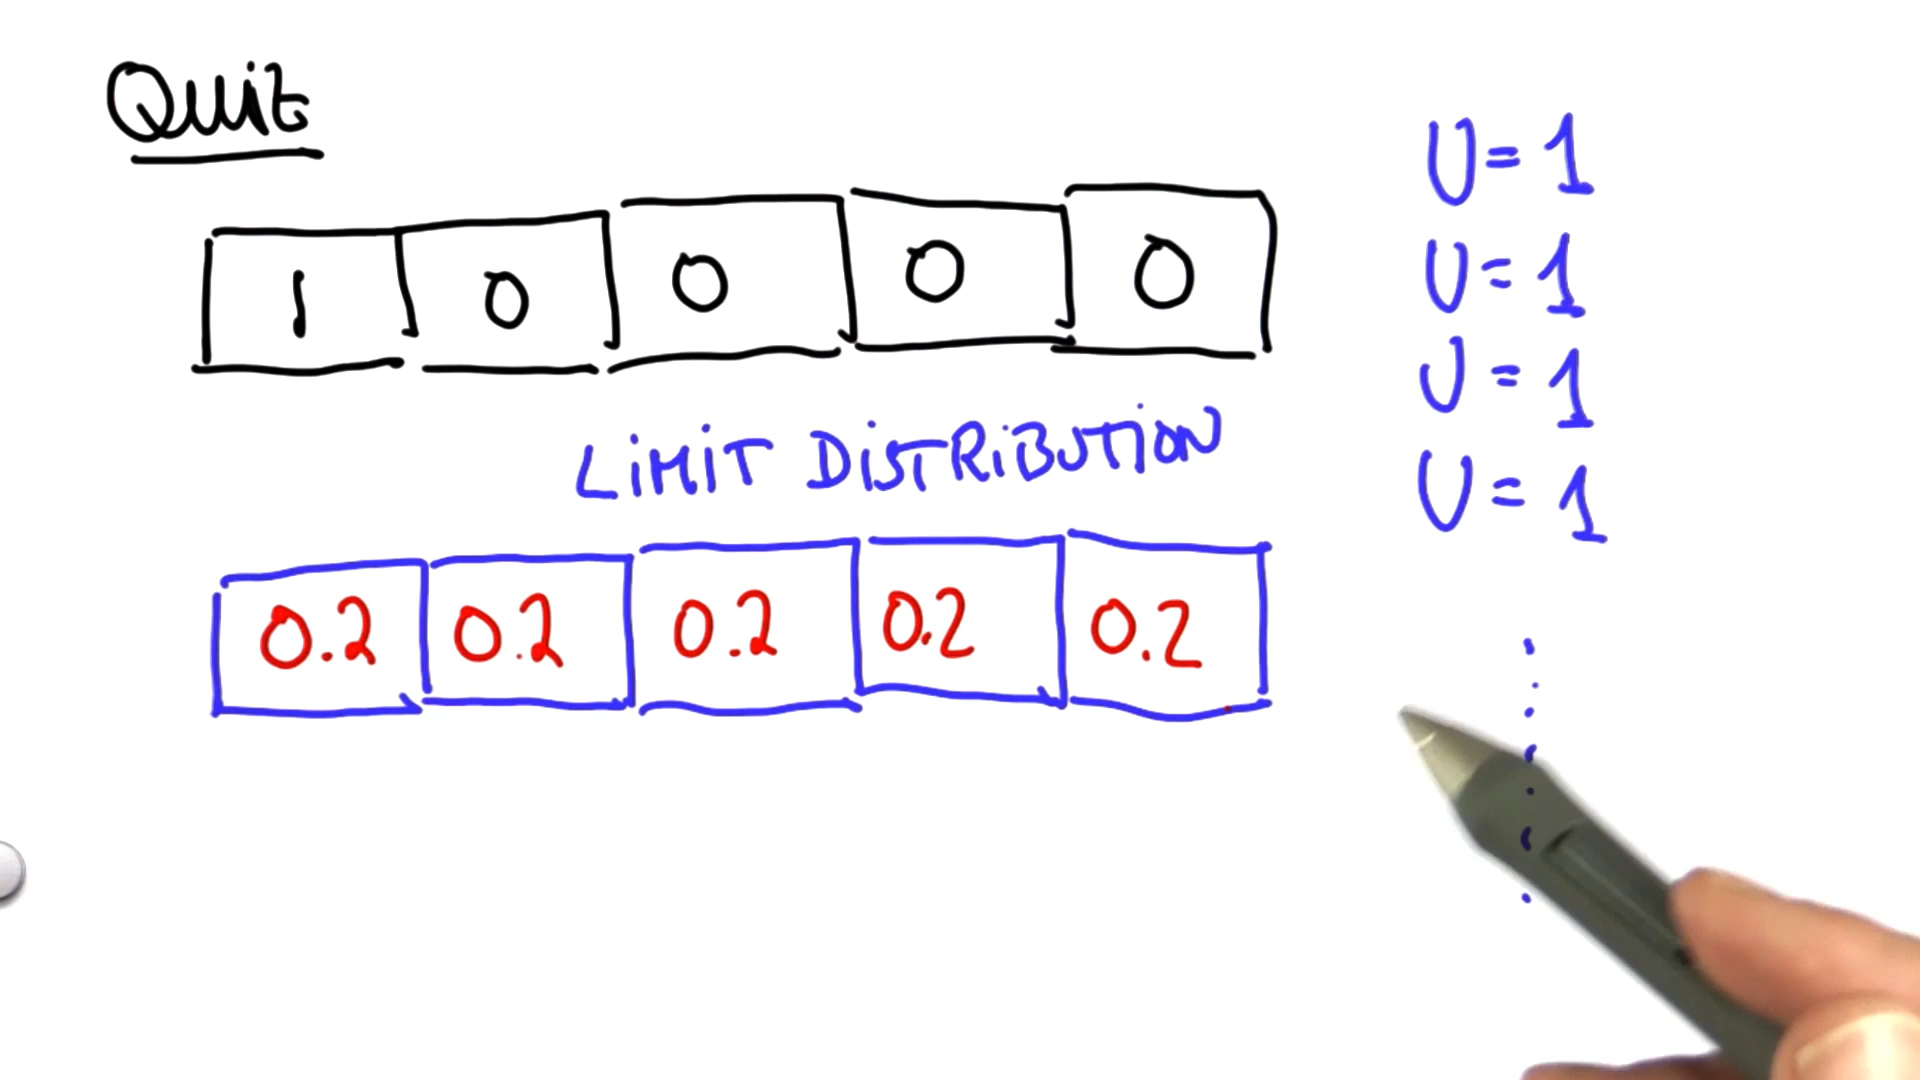 Quiz
1 0 0 0 0
LIMIT DISTRIBUTION
0.2 0.2 0.2 0.2 0.2
U = 1
U = 1
U = 1
U = 1